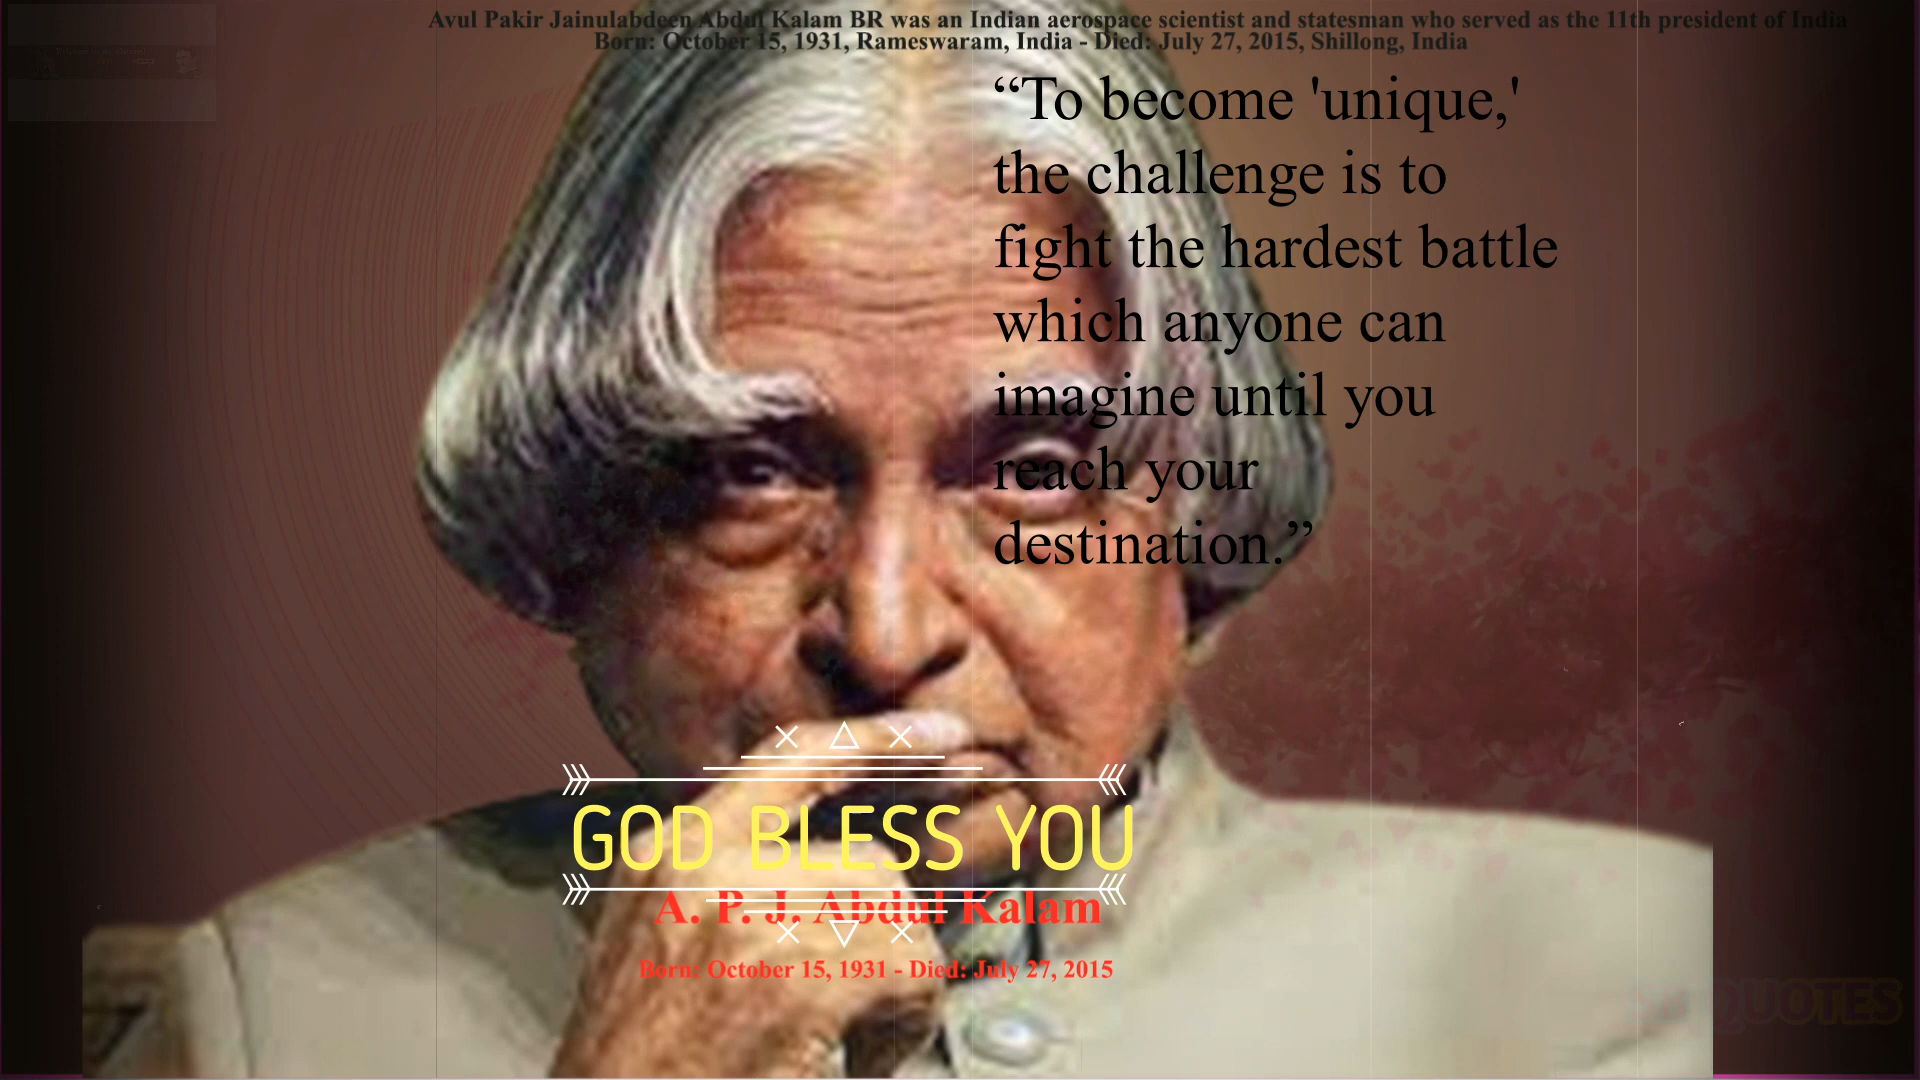 Avul Pakir Jainulabdeen Abdul Kalam BR was an Indian aerospace scientist and statesman who served as the 11th president of India
Born: October 15, 1931, Rameswaram, India - Died: July 27, 2015, Shillong, India
“To become 'unique,'
the challenge is to
fight the hardest battle
which anyone can
imagine until you
reach your
destination.”
GOD BLESS YOU
A. P. J. Abdul Kalam
Born: October 15, 1931 - Died: July 27, 2015
QUOTES